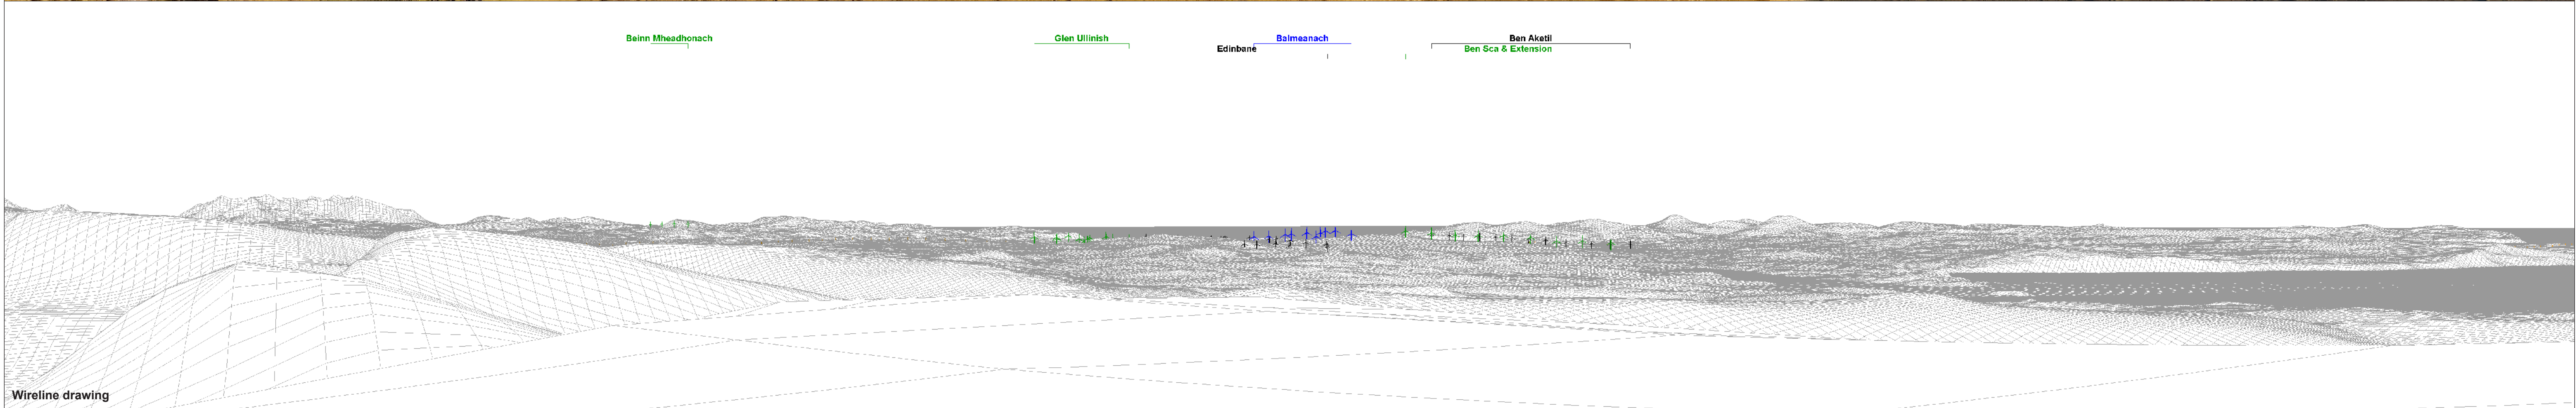 Beinn Mheadhonach
Glen Ullinish
Balmeanach
Ben Aketil
Edinbane
Ben Sca & Extension
Wireline drawing